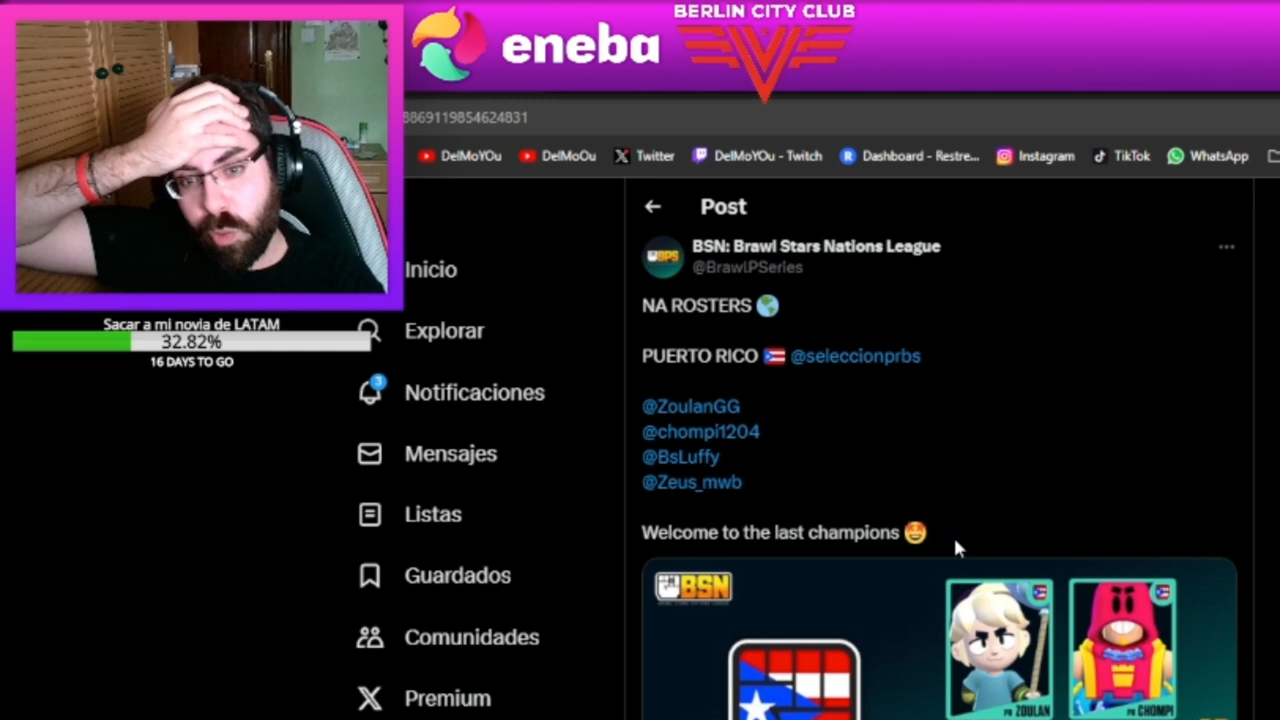 BERLIN CITY CLUB
eneba
8869119854624831
DelMoYOu
DelMoOu
Twitter
DelMoYOu - Twitch
Dashboard - Restre...
Instagram
TikTok
WhatsApp
Sacar a mi novia de LATAM
32.82%
16 DAYS TO GO
Inicio
Explorar
3
Notificaciones
Mensajes
Listas
Guardados
Comunidades
Premium
Post
BSN: Brawl Stars Nations League
@BrawlPSeries
NA ROSTERS 🌎
PUERTO RICO 🇵🇷 @seleccionprbs
@ZoulanGG
@chompi1204
@BsLuffy
@Zeus_mwb
Welcome to the last champions 🤩
BSN
PR ZOULAN
PR CHOMPI